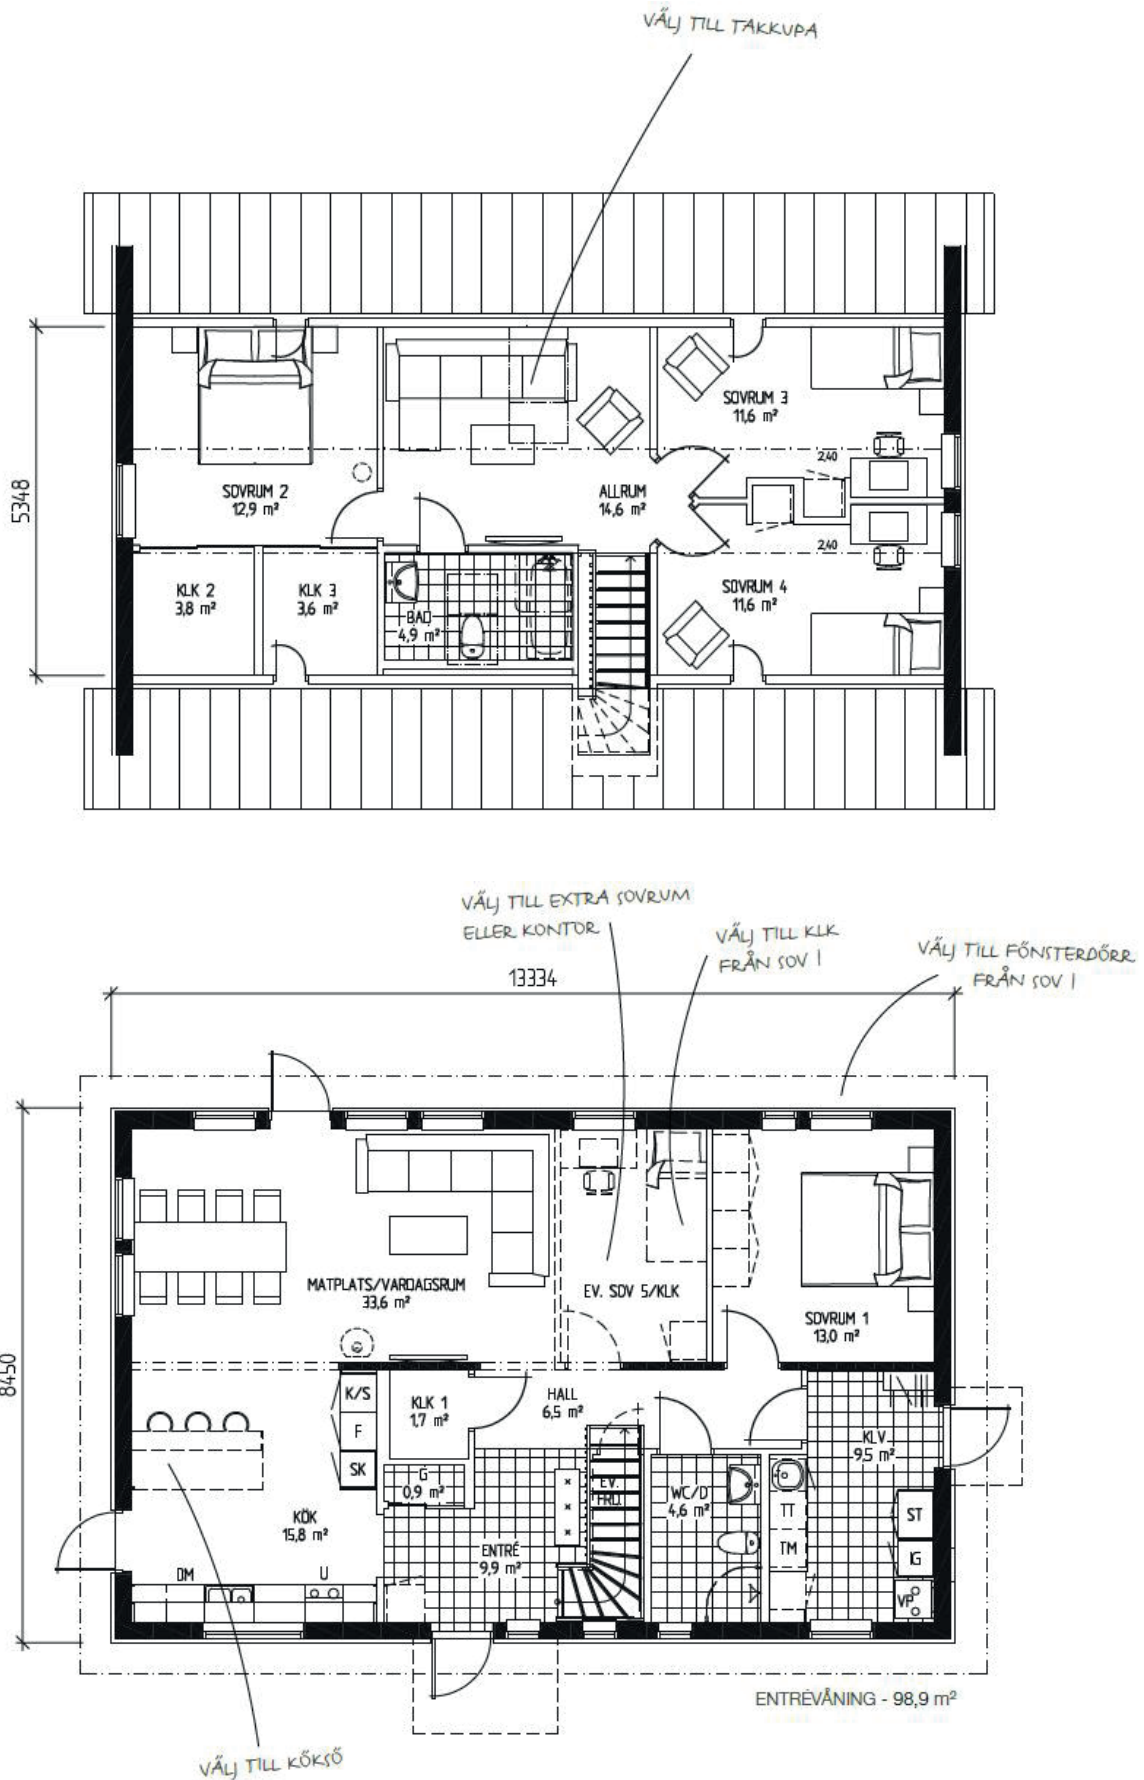 VÄLJ TILL TAKKUPA
5348
SOVRUM 2
12,9 m²
ALLRUM
14,6 m²
SOVRUM 3
11,6 m²
2,40
2,40
KLK 2
3,8 m²
KLK 3
3,6 m²
BAD
4,9 m²
SOVRUM 4
11,6 m²
VÄLJ TILL EXTRA SOVRUM
ELLER KONTOR
VÄLJ TILL KLK
FRÅN SOV 1
VÄLJ TILL FÖNSTERDÖRR
FRÅN SOV 1
13334
8450
MATPLATS/VARDAGSRUM
33,6 m²
EV. SOV 5/KLK
SOVRUM 1
13,0 m²
K/S
F
SK
KLK 1
1,7 m²
HALL
6,5 m²
G
0,9 m²
KLV
9,5 m²
EV.
FRD.
WC/D
4,6 m²
TT
TM
ST
KÖK
15,8 m²
ENTRÉ
9,9 m²
DM
U
VP
ENTRÉVÅNING - 98,9 m²
VÄLJ TILL KÖKSÖ